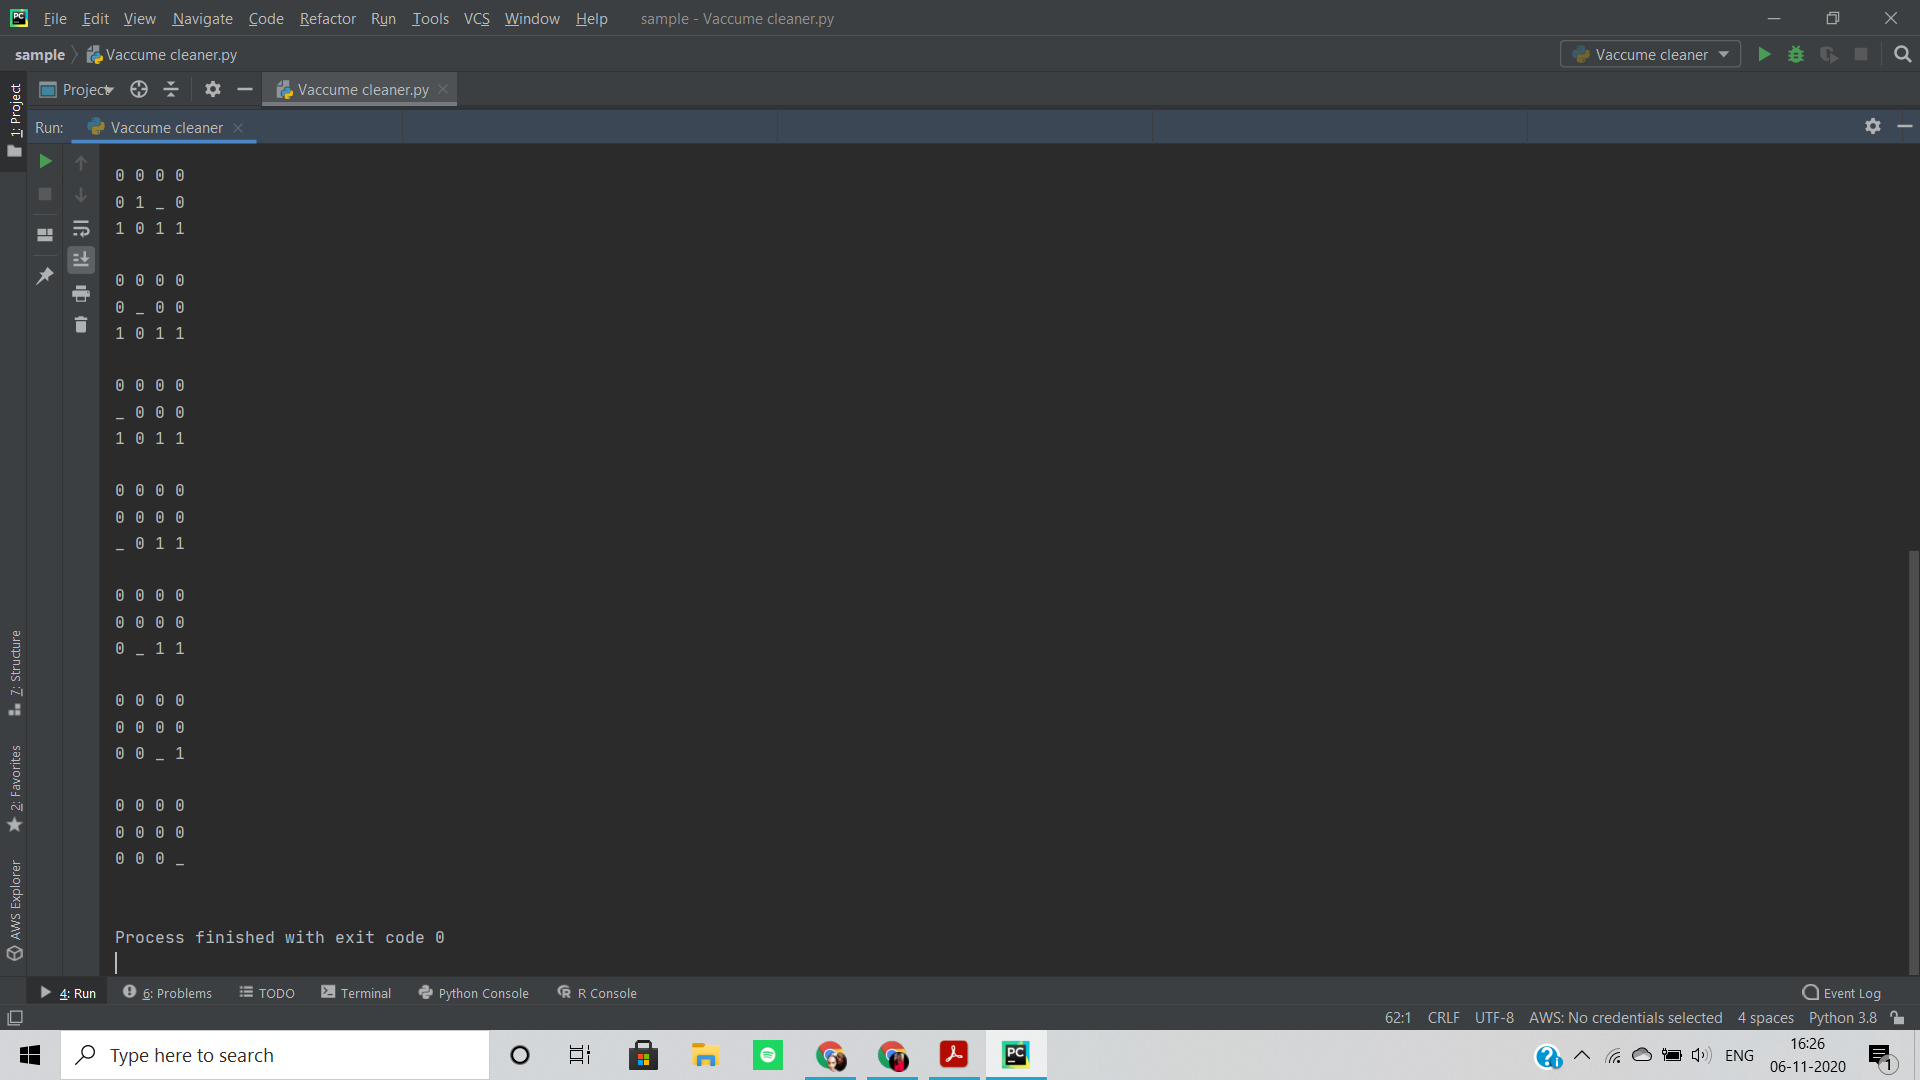 File Edit View Navigate Code Refactor Run Tools VCS Window Help sample - Vaccume cleaner.py
sample Vaccume cleaner.py Vaccume cleaner
1: Project
Project Vaccume cleaner.py
Run: Vaccume cleaner
0 0 0 0
0 1 _ 0
1 0 1 1
0 0 0 0
0 _ 0 0
1 0 1 1
0 0 0 0
_ 0 0 0
1 0 1 1
0 0 0 0
0 0 0 0
_ 0 1 1
0 0 0 0
0 0 0 0
0 _ 1 1
0 0 0 0
0 0 0 0
0 0 _ 1
0 0 0 0
0 0 0 0
0 0 0 _
Process finished with exit code 0
7: Structure
2: Favorites
AWS Explorer
4: Run 6: Problems TODO Terminal Python Console R Console Event Log
62:1 CRLF UTF-8 AWS: No credentials selected 4 spaces Python 3.8
Type here to search
PC
ENG
16:26
06-11-2020
1